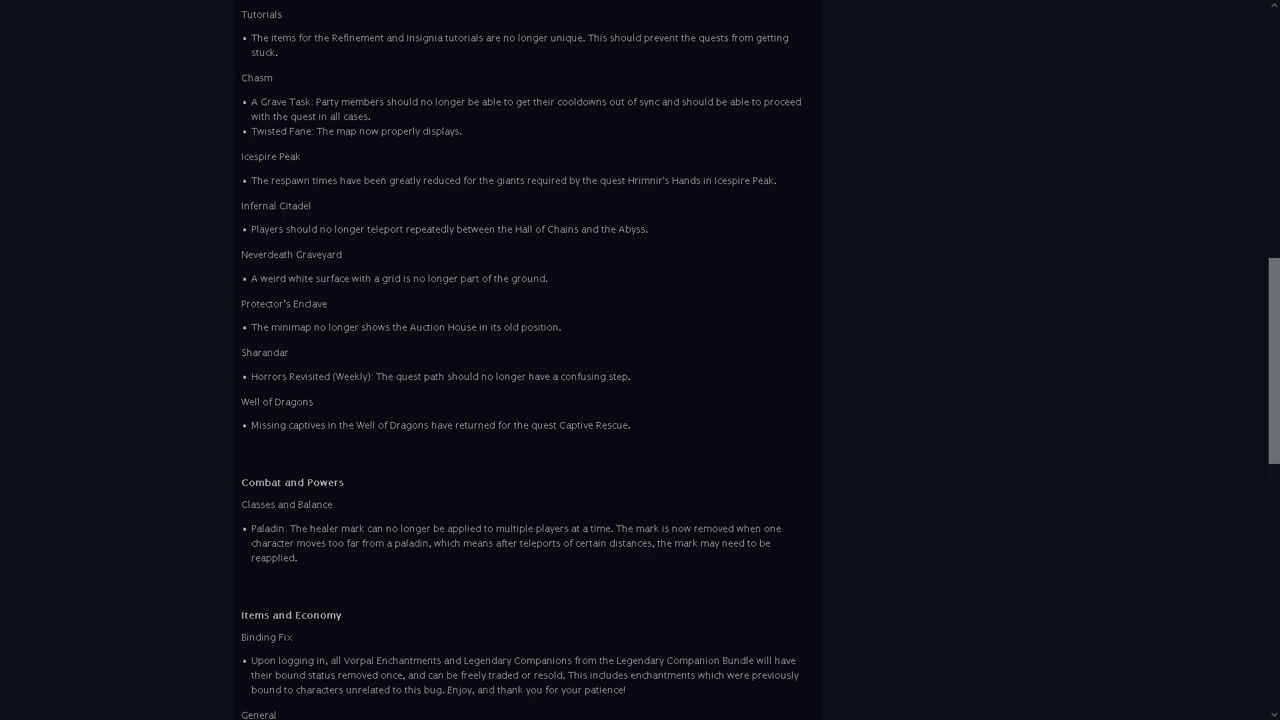 Tutorials
• The items for the Refinement and Insignia tutorials are no longer unique. This should prevent the quests from getting
stuck.
Chasm
• A Grave Task: Party members should no longer be able to get their cooldowns out of sync and should be able to proceed
with the quest in all cases.
• Twisted Fane: The map now properly displays.
Icespire Peak
• The respawn times have been greatly reduced for the giants required by the quest Hrimnir's Hands in Icespire Peak.
Infernal Citadel
• Players should no longer teleport repeatedly between the Hall of Chains and the Abyss.
Neverdeath Graveyard
• A weird white surface with a grid is no longer part of the ground.
Protector's Enclave
• The minimap no longer shows the Auction House in its old position.
Sharandar
• Horrors Revisited (Weekly): The quest path should no longer have a confusing step.
Well of Dragons
• Missing captives in the Well of Dragons have returned for the quest Captive Rescue.
Combat and Powers
Classes and Balance
• Paladin: The healer mark can no longer be applied to multiple players at a time. The mark is now removed when one
character moves too far from a paladin, which means after teleports of certain distances, the mark may need to be
reapplied.
Items and Economy
Binding Fix
• Upon logging in, all Vorpal Enchantments and Legendary Companions from the Legendary Companion Bundle will have
their bound status removed once, and can be freely traded or resold. This includes enchantments which were previously
bound to characters unrelated to this bug. Enjoy, and thank you for your patience!
General